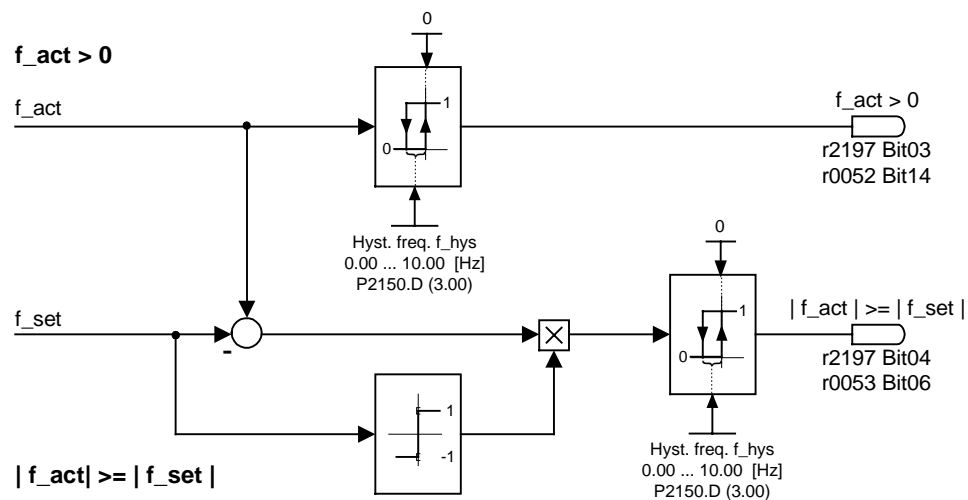 0
f_act > 0
f_act
1
0
f_act > 0
r2197 Bit03
r0052 Bit14
Hyst. freq. f_hys
0.00 ... 10.00 [Hz]
P2150.D (3.00)
0
f_set
-
1
0
| f_act | >= | f_set |
r2197 Bit04
r0053 Bit06
1
-1
Hyst. freq. f_hys
0.00 ... 10.00 [Hz]
P2150.D (3.00)
| f_act| >= | f_set |